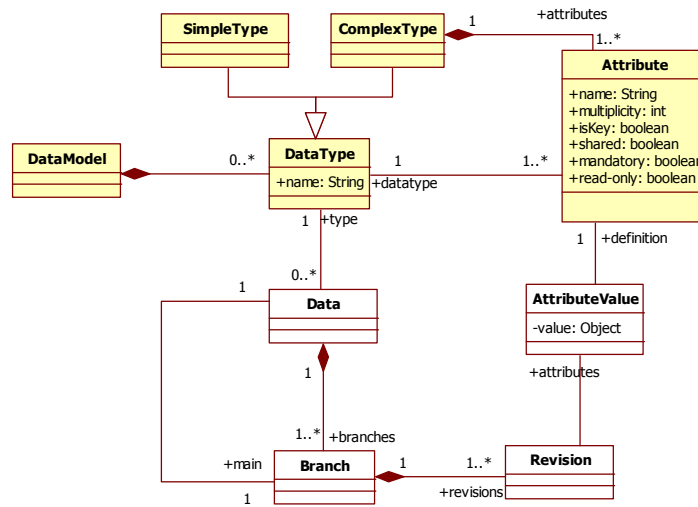 SimpleType
ComplexType
1
+attributes
1..*
Attribute
+name: String
+multiplicity: int
+isKey: boolean
+shared: boolean
+mandatory: boolean
+read-only: boolean
DataModel
0..*
DataType
+name: String
1
+datatype
1..*
1
+type
1
+definition
0..*
1
Data
AttributeValue
-value: Object
1
+attributes
1..*
+branches
+main
Branch
1
1
1..*
+revisions
Revision